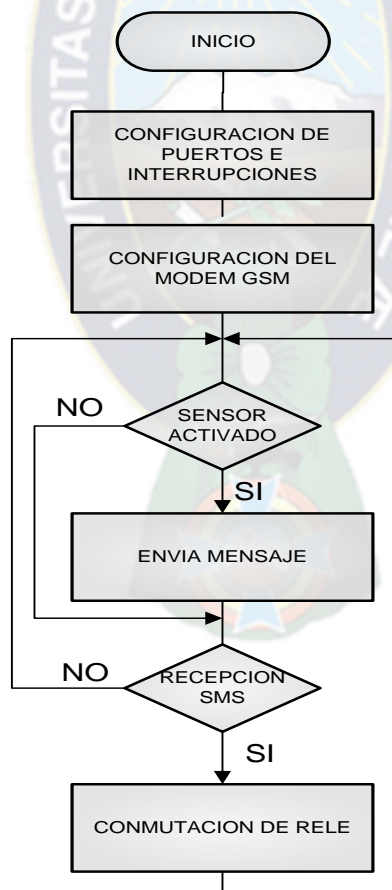 INICIO
CONFIGURACION DE
PUERTOS E
INTERRUPCIONES
CONFIGURACION DEL
MODEM GSM
NO
SENSOR
ACTIVADO
SI
ENVIA MENSAJE
NO
RECEPCION
SMS
SI
CONMUTACION DE RELE